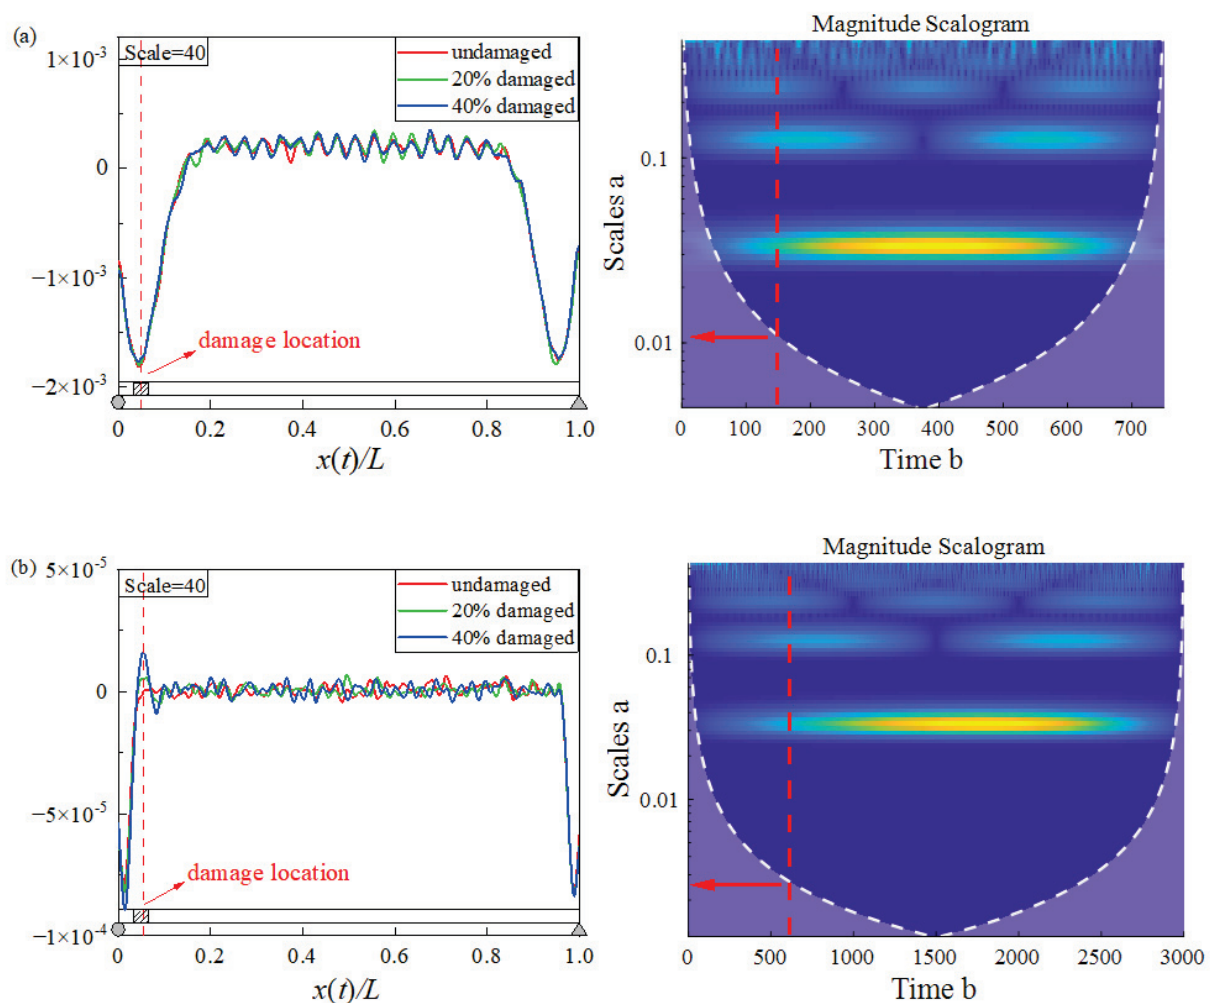 (a)
Scale=40
undamaged
20% damaged
40% damaged
1×10⁻³
0
−1×10⁻³
−2×10⁻³
damage location
0 0.2 0.4 0.6 0.8 1.0
x(t)/L
Magnitude Scalogram
Scales a
0.1
0.01
0 100 200 300 400 500 600 700
Time b
(b)
Scale=40
undamaged
20% damaged
40% damaged
5×10⁻⁵
0
−5×10⁻⁵
−1×10⁻⁴
damage location
0 0.2 0.4 0.6 0.8 1.0
x(t)/L
Magnitude Scalogram
Scales a
0.1
0.01
0 500 1000 1500 2000 2500 3000
Time b